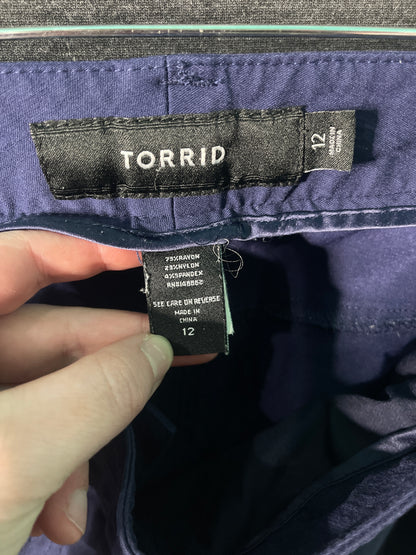 TORRID
12
MADE IN
CHINA
73%RAYON
23%NYLON
4%SPANDEX
RN#148862
SEE CARE ON REVERSE
MADE IN
CHINA
12